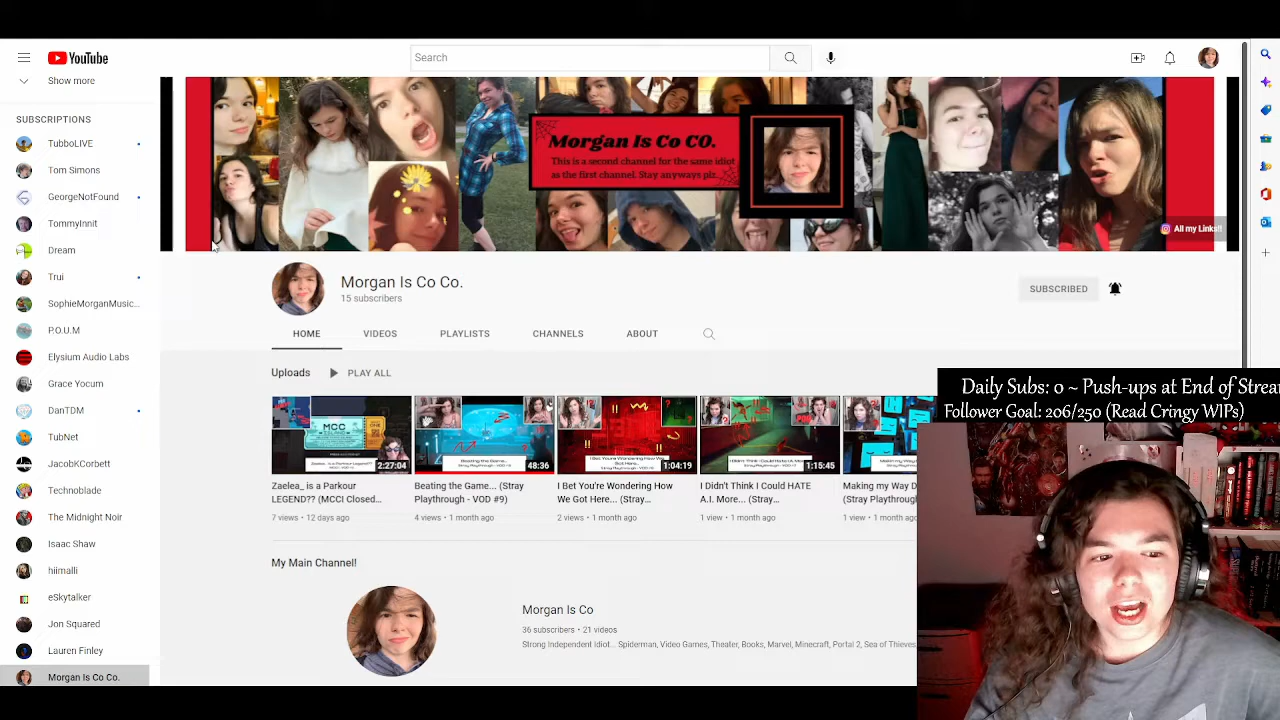 YouTube
Search
Show more
SUBSCRIPTIONS
TubboLIVE
Tom Simons
GeorgeNotFound
TommyInnit
Dream
Trui
SophieMorganMusic...
P.O.U.M
Elysium Audio Labs
Grace Yocum
DanTDM
TubNet
JacobKCorbett
Technoblade
The Midnight Noir
Isaac Shaw
hiimalli
eSkytalker
Jon Squared
Lauren Finley
Morgan Is Co Co.
Morgan Is Co CO.
This is a second channel for the same idiot
as the first channel. Stay anyways plz.
All my Links!!
Morgan Is Co Co.
15 subscribers
SUBSCRIBED
HOME VIDEOS PLAYLISTS CHANNELS ABOUT
Uploads PLAY ALL
MCC
ISLAND
2:27:04
48:36
1:04:19
1:15:45
Zaelea_ is a Parkour
LEGEND?? (MCCI Closed...
7 views • 12 days ago
Beating the Game... (Stray
Playthrough - VOD #9)
4 views • 1 month ago
I Bet You're Wondering How
We Got Here... (Stray...
2 views • 1 month ago
I Didn't Think I Could HATE
A.I. More... (Stray...
1 view • 1 month ago
Making my Way D
(Stray Playthrough
1 view • 1 month ago
My Main Channel!
Morgan Is Co
36 subscribers • 21 videos
Strong Independent Idiot... Spiderman, Video Games, Theater, Books, Marvel, Minecraft, Portal 2, Sea of Thieves
Daily Subs: 0 ~ Push-ups at End of Strea
Follower Goal: 206/250 (Read Cringy WIPs)